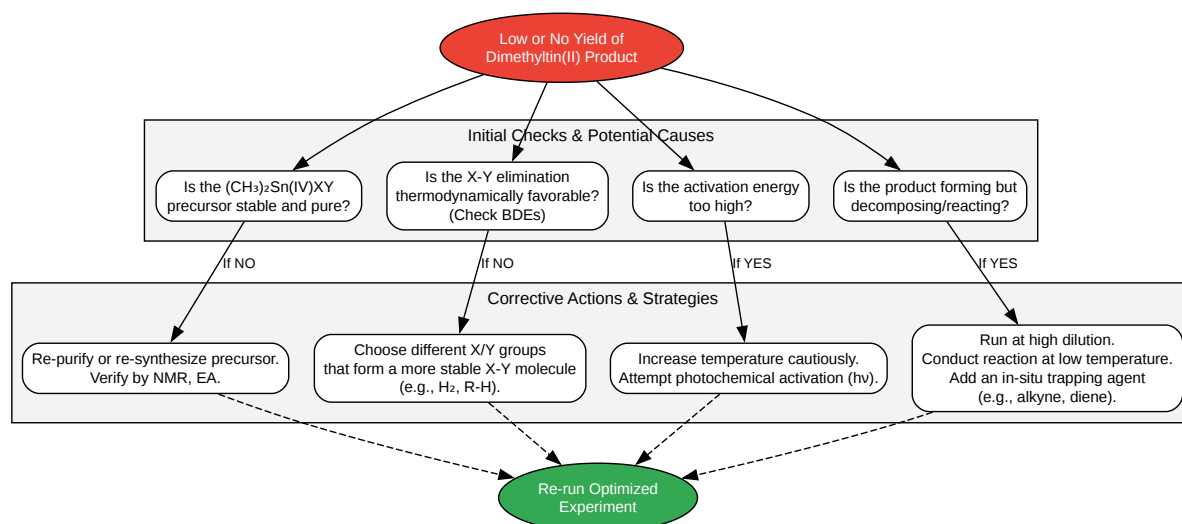 Low or No Yield of
Dimethyltin(II) Product
Initial Checks & Potential Causes
Is the (CH₃)₂Sn(IV)XY
precursor stable and pure?
Is the X-Y elimination
thermodynamically favorable?
(Check BDEs)
Is the activation energy
too high?
Is the product forming but
decomposing/reacting?
If NO
If NO
If YES
If YES
Corrective Actions & Strategies
Re-purify or re-synthesize precursor.
Verify by NMR, EA.
Choose different X/Y groups
that form a more stable X-Y molecule
(e.g., H₂, R-H).
Increase temperature cautiously.
Attempt photochemical activation (hν).
Run at high dilution.
Conduct reaction at low temperature.
Add an in-situ trapping agent
(e.g., alkyne, diene).
Re-run Optimized
Experiment